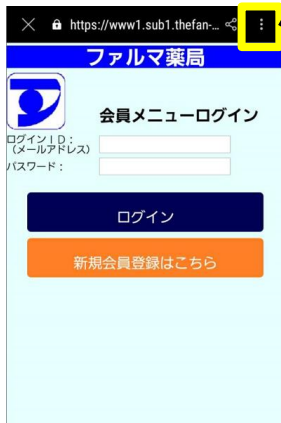 https://www1.sub1.thefan-…
ファルマ薬局
会員メニューログイン
ログインID：
（メールアドレス）
パスワード：
ログイン
新規会員登録はこちら